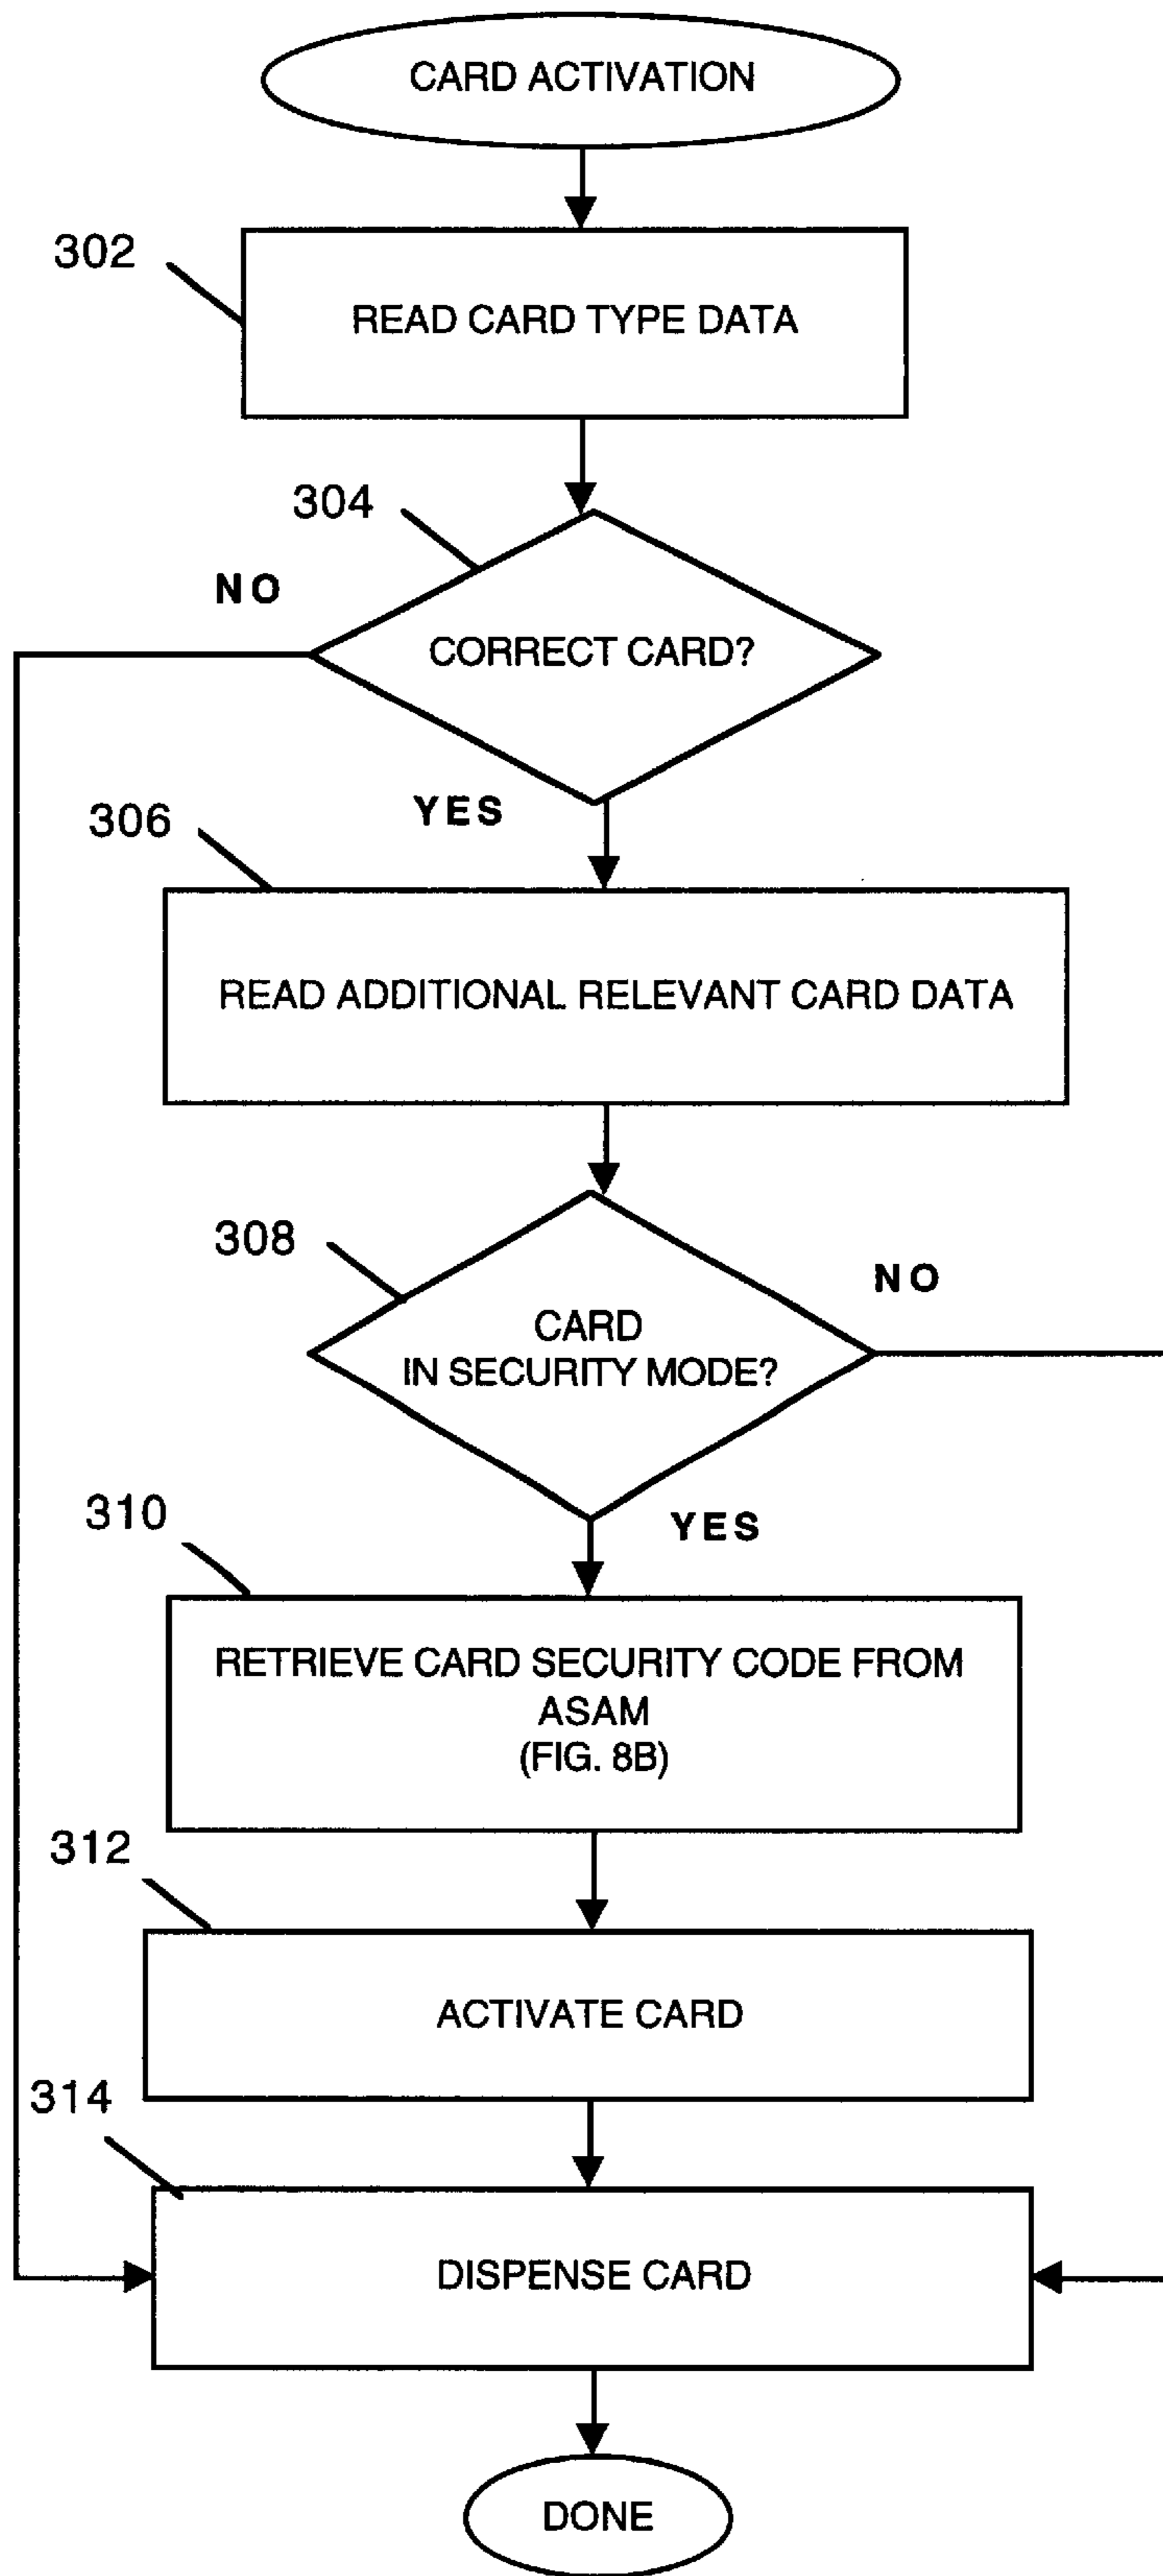 CARD ACTIVATION
302
READ CARD TYPE DATA
304
NO
CORRECT CARD?
YES
306
READ ADDITIONAL RELEVANT CARD DATA
308
NO
CARD
IN SECURITY MODE?
310
YES
RETRIEVE CARD SECURITY CODE FROM
ASAM
(FIG. 8B)
312
ACTIVATE CARD
314
DISPENSE CARD
DONE